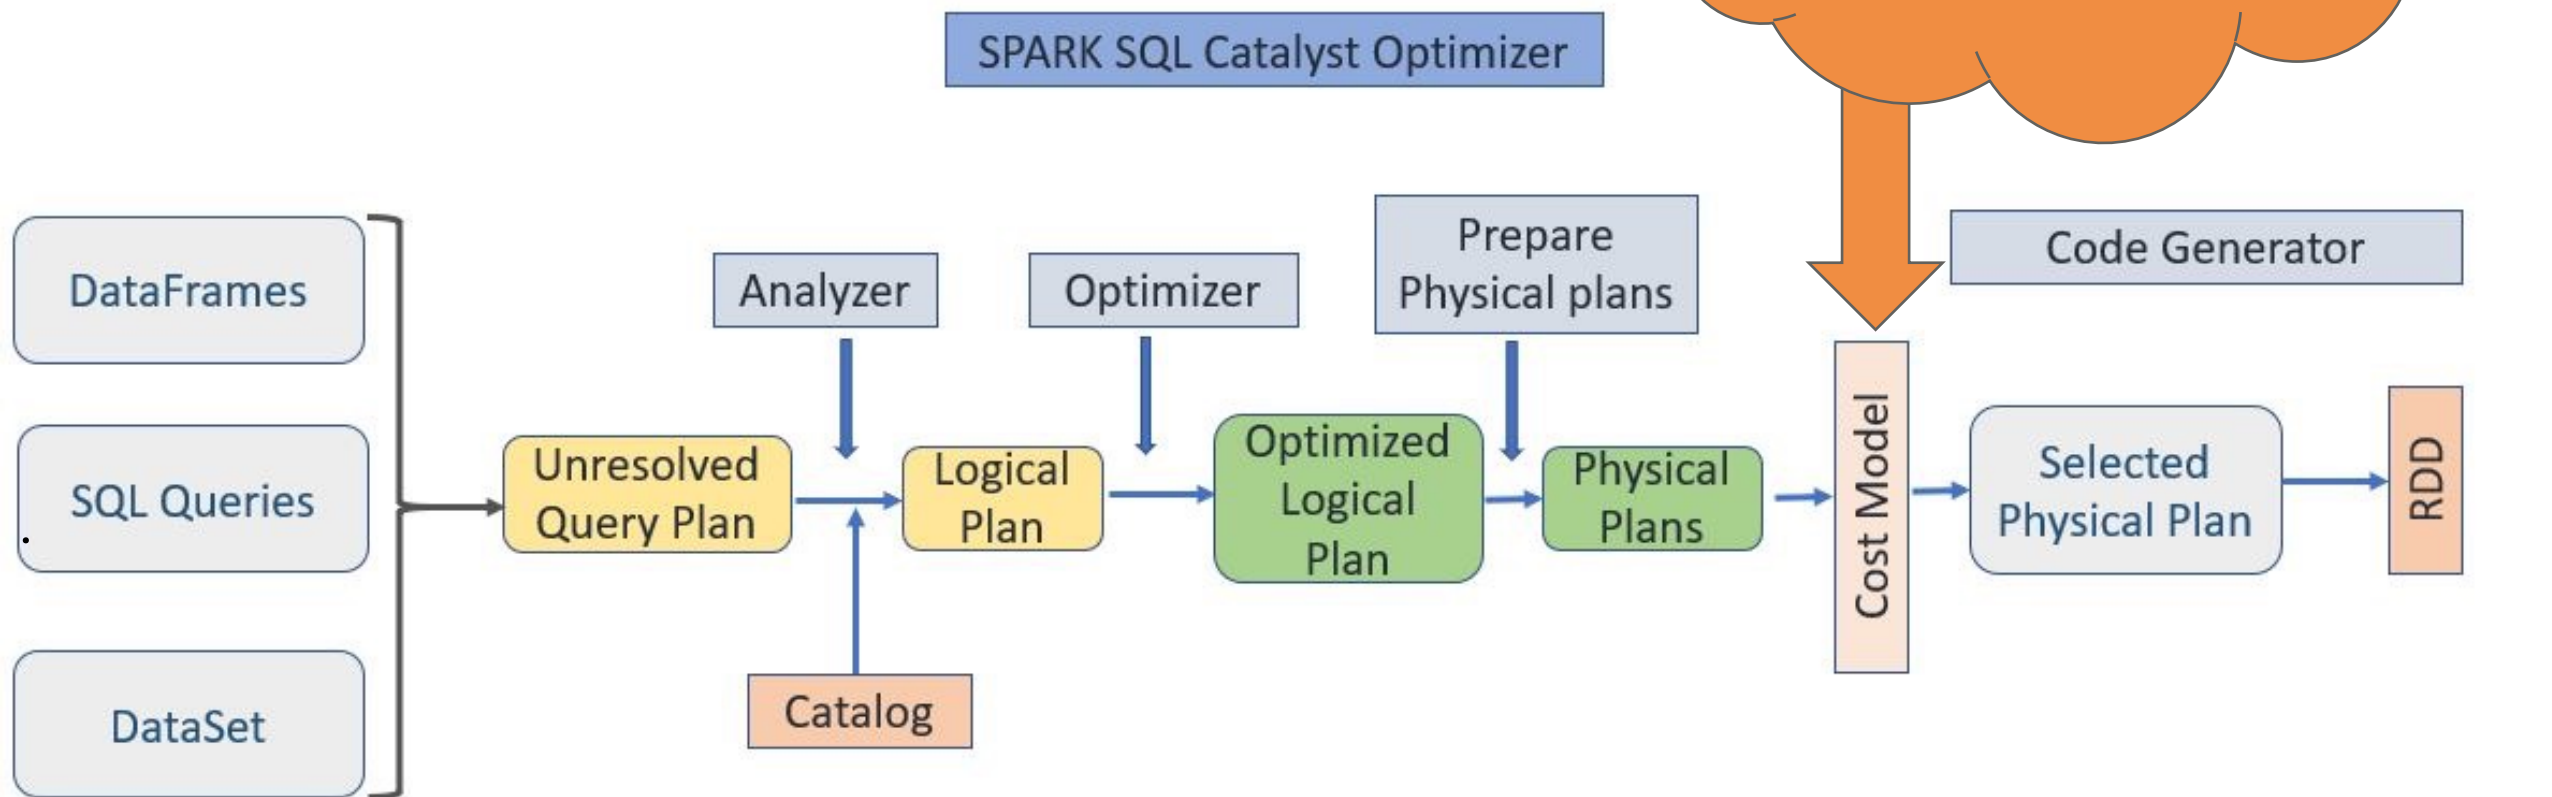 SPARK SQL Catalyst Optimizer
Prepare
Physical plans
Code Generator
DataFrames
Analyzer
Optimizer
SQL Queries
Unresolved
Query Plan
Logical
Plan
Optimized
Logical
Plan
Physical
Plans
Cost Model
Selected
Physical Plan
RDD
Catalog
DataSet